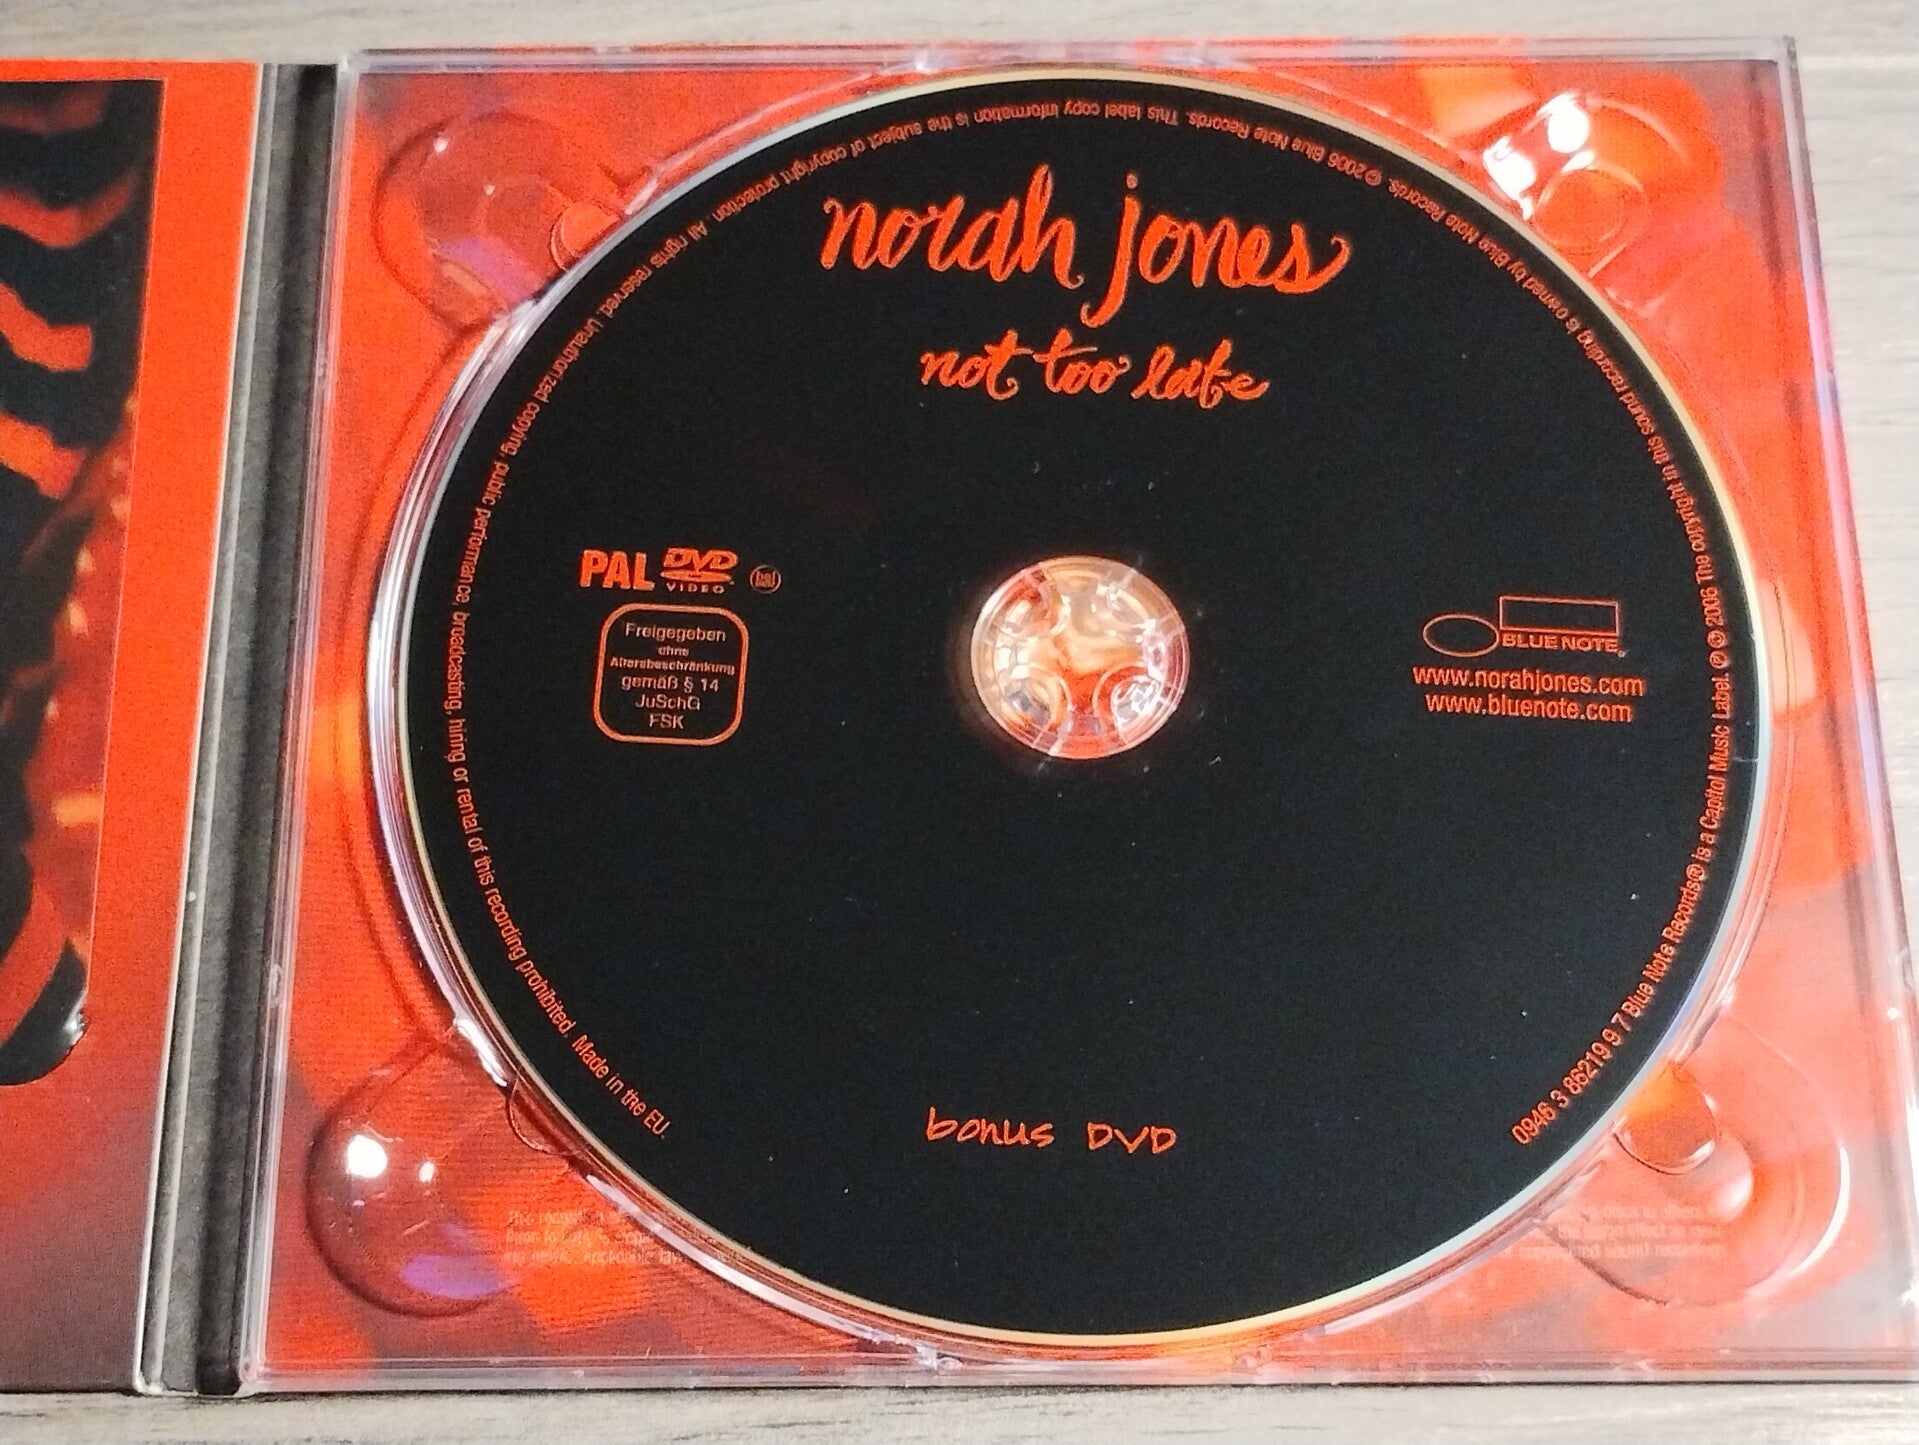 norah jones
not too late
PAL DVD
VIDEO
Freigegeben
ohne
Altersbeschränkung
gemäß § 14
JuSchG
FSK
BLUE NOTE
www.norahjones.com
www.bluenote.com
bonus DVD
0946 3 86219 9 7 Blue Note Records® is a Capitol Music Label. ℗ © 2006 The copyright in this sound recording is owned by Blue Note Records. © 2006 Blue Note Records. This label copy information is the subject of copyright protection. All rights reserved. Unauthorized copying, public performance, broadcasting, hiring or rental of this recording prohibited. Made in the EU.